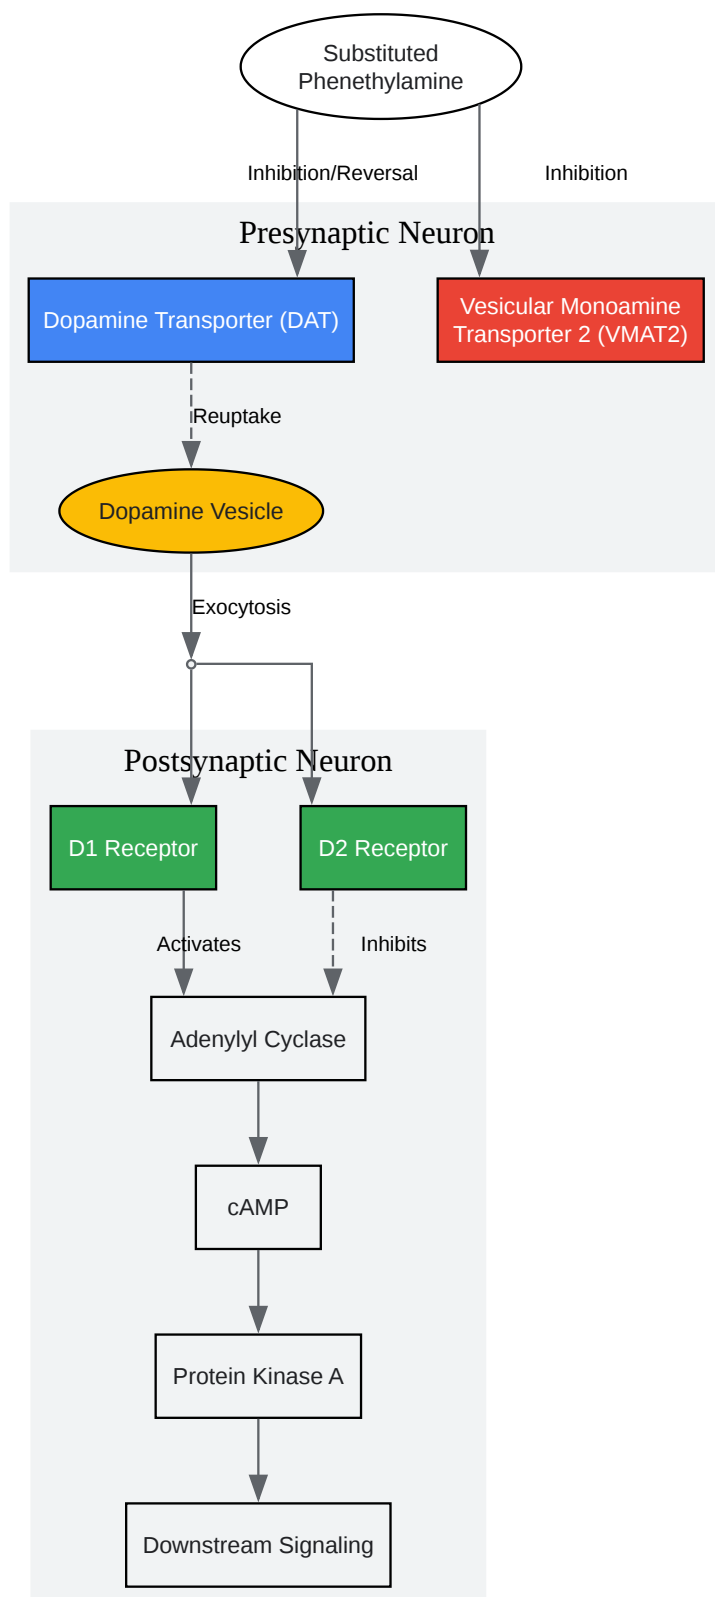 Substituted
Phenethylamine
Inhibition/Reversal
Inhibition
Presynaptic Neuron
Dopamine Transporter (DAT)
Vesicular Monoamine
Transporter 2 (VMAT2)
Reuptake
Dopamine Vesicle
Exocytosis
Postsynaptic Neuron
D1 Receptor
D2 Receptor
Activates
Inhibits
Adenylyl Cyclase
cAMP
Protein Kinase A
Downstream Signaling